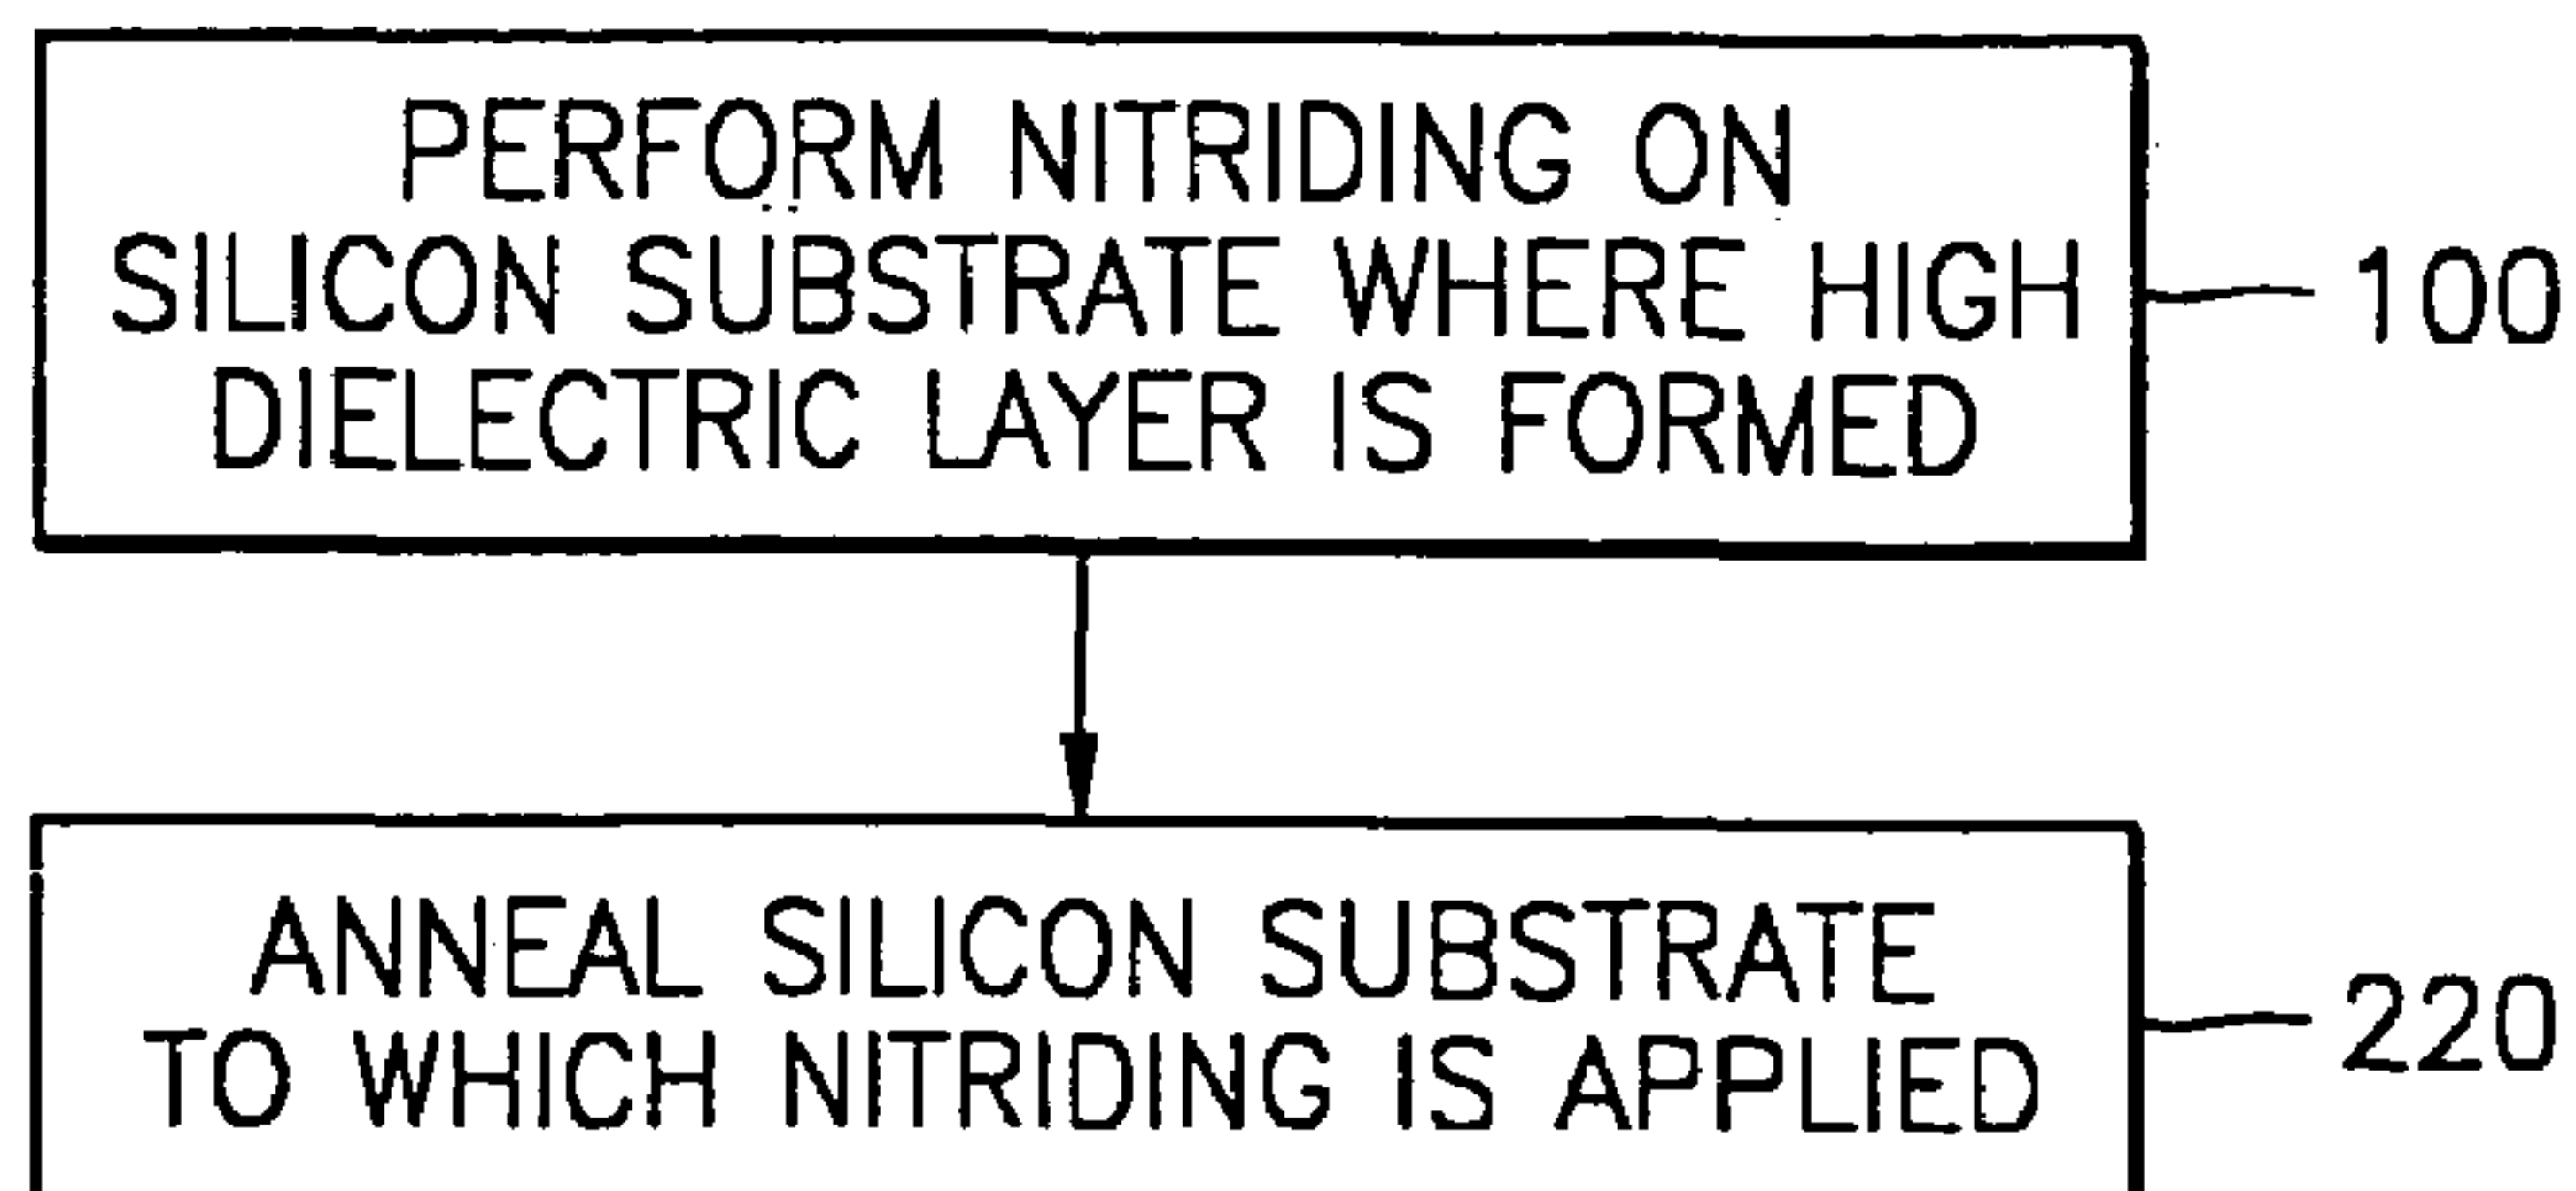 PERFORM NITRIDING ON
SILICON SUBSTRATE WHERE HIGH
DIELECTRIC LAYER IS FORMED
100
ANNEAL SILICON SUBSTRATE
TO WHICH NITRIDING IS APPLIED
220